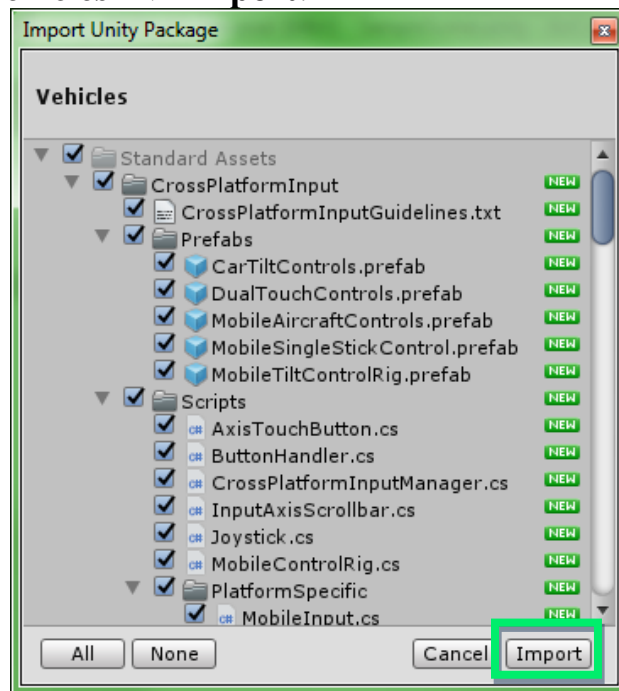 Import Unity Package
Vehicles
Standard Assets
CrossPlatformInput NEW
CrossPlatformInputGuidelines.txt NEW
Prefabs NEW
CarTiltControls.prefab NEW
DualTouchControls.prefab NEW
MobileAircraftControls.prefab NEW
MobileSingleStickControl.prefab NEW
MobileTiltControlRig.prefab NEW
Scripts NEW
C# AxisTouchButton.cs NEW
C# ButtonHandler.cs NEW
C# CrossPlatformInputManager.cs NEW
C# InputAxisScrollbar.cs NEW
C# Joystick.cs NEW
C# MobileControlRig.cs NEW
PlatformSpecific NEW
C# MobileInput.cs NEW
All None Cancel Import